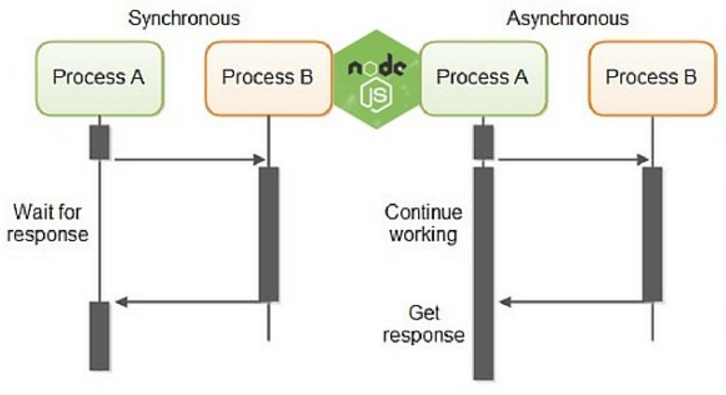 Synchronous
Asynchronous
Process A
Process B
node
JS
Process A
Process B
Wait for
response
Continue
working
Get
response